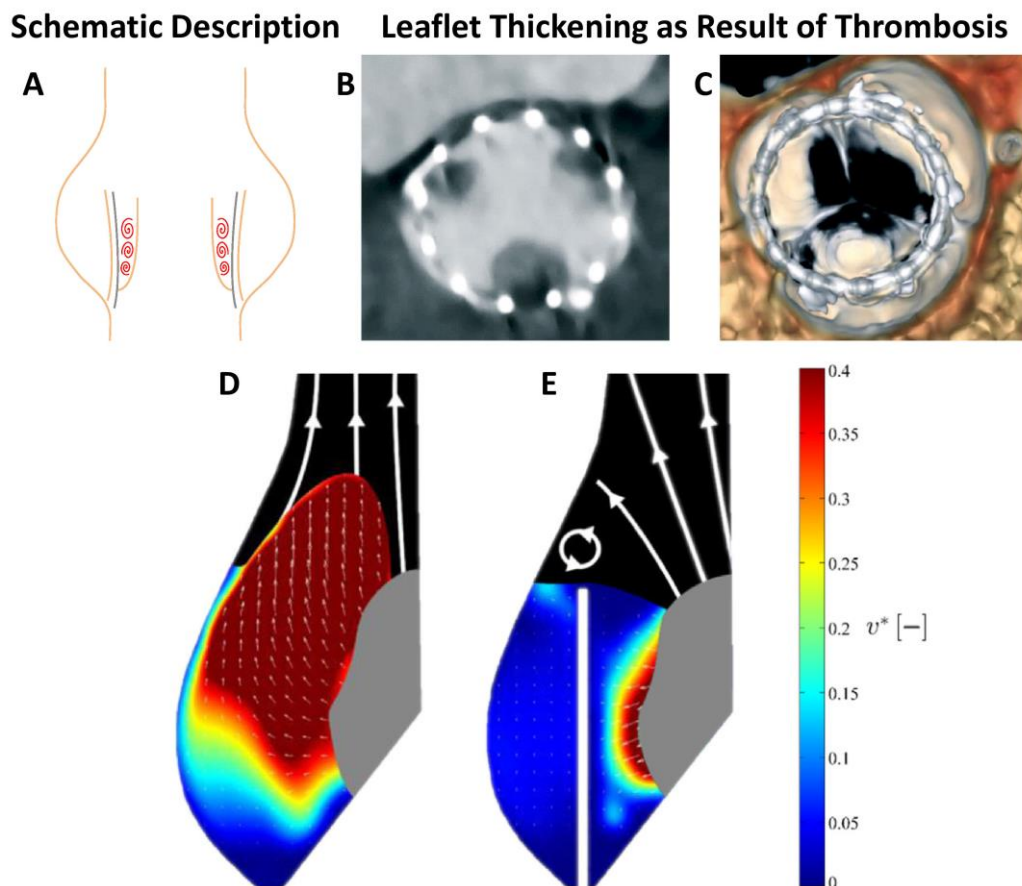 Schematic Description
Leaflet Thickening as Result of Thrombosis
A
B
C
D
E
0.4
0.35
0.3
0.25
0.2
v* [−]
0.15
0.1
0.05
0